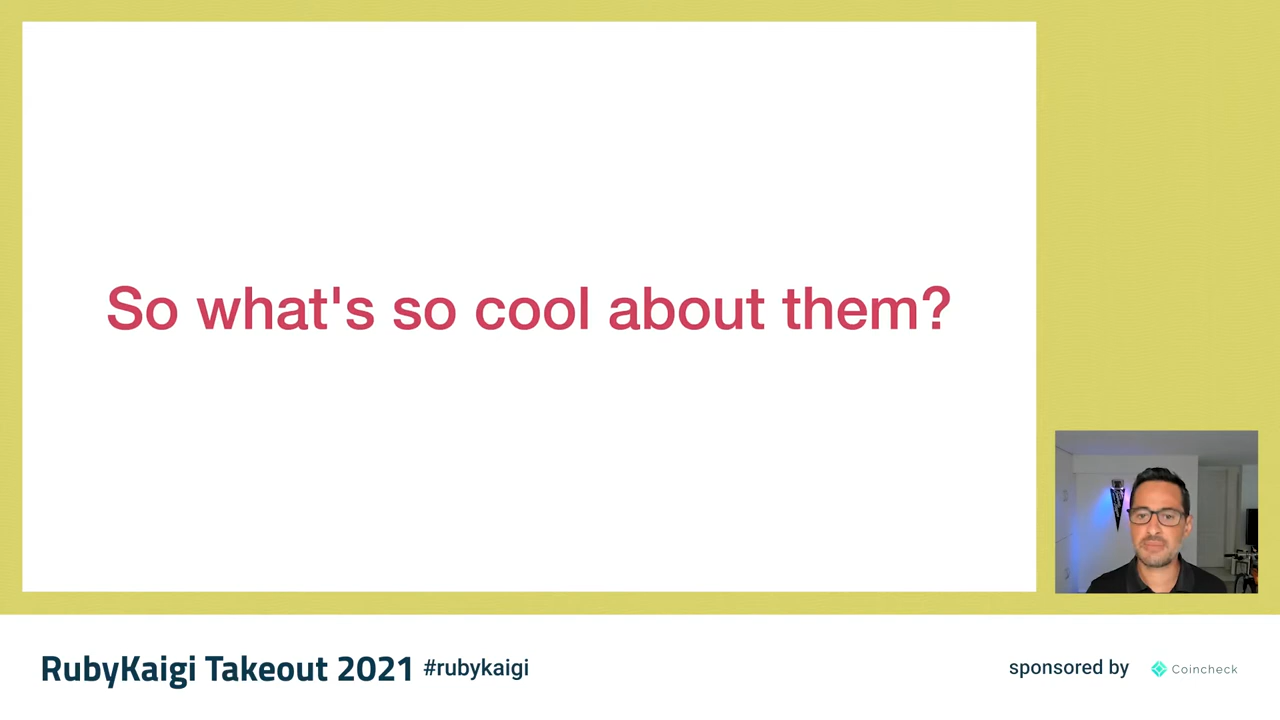 So what's so cool about them?
RubyKaigi Takeout 2021 #rubykaigi
sponsored by Coincheck